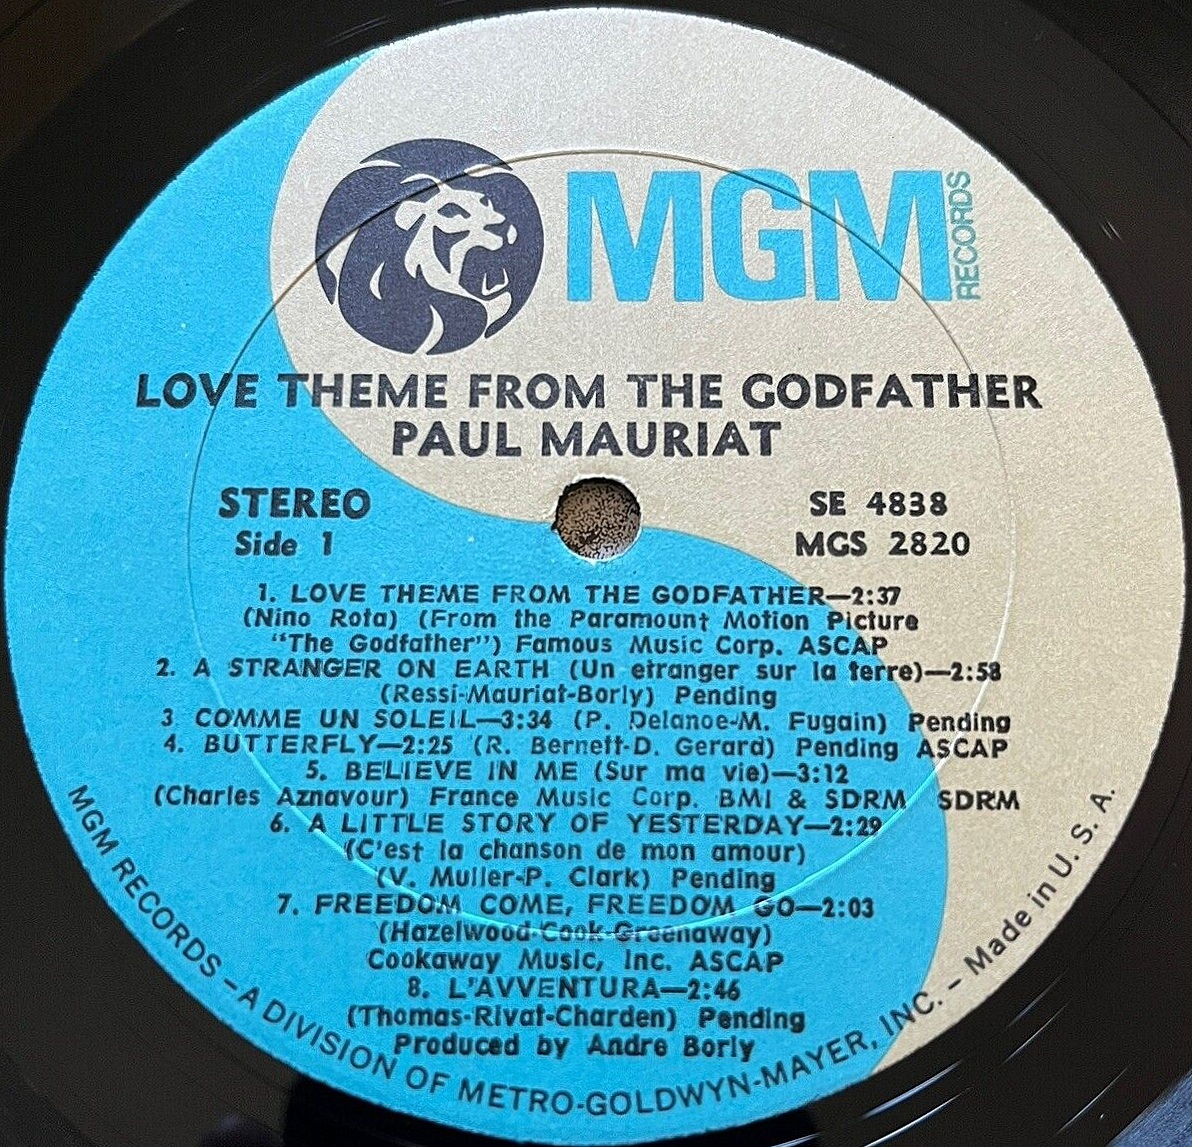 MGM RECORDS
LOVE THEME FROM THE GODFATHER
PAUL MAURIAT
STEREO
Side 1
SE 4838
MGS 2820
1. LOVE THEME FROM THE GODFATHER—2:37
(Nino Rota) (From the Paramount Motion Picture
"The Godfather") Famous Music Corp. ASCAP
2. A STRANGER ON EARTH (Un etranger sur la terre)—2:58
(Ressi-Mauriat-Borly) Pending
3 COMME UN SOLEIL—3:34 (P. Delanoe-M. Fugain) Pending
4. BUTTERFLY—2:25 (R. Bernett-D. Gerard) Pending ASCAP
5. BELIEVE IN ME (Sur ma vie)—3:12
(Charles Aznavour) France Music Corp. BMI & SDRM SDRM
6. A LITTLE STORY OF YESTERDAY—2:29
(C'est la chanson de mon amour)
(V. Muller-P. Clark) Pending
7. FREEDOM COME, FREEDOM GO—2:03
(Hazelwood-Cook-Greenaway)
Cookaway Music, Inc. ASCAP
8. L'AVVENTURA—2:46
(Thomas-Rivat-Charden) Pending
Produced by Andre Borly
MGM RECORDS – A DIVISION OF METRO-GOLDWYN-MAYER, INC. – Made in U. S. A.